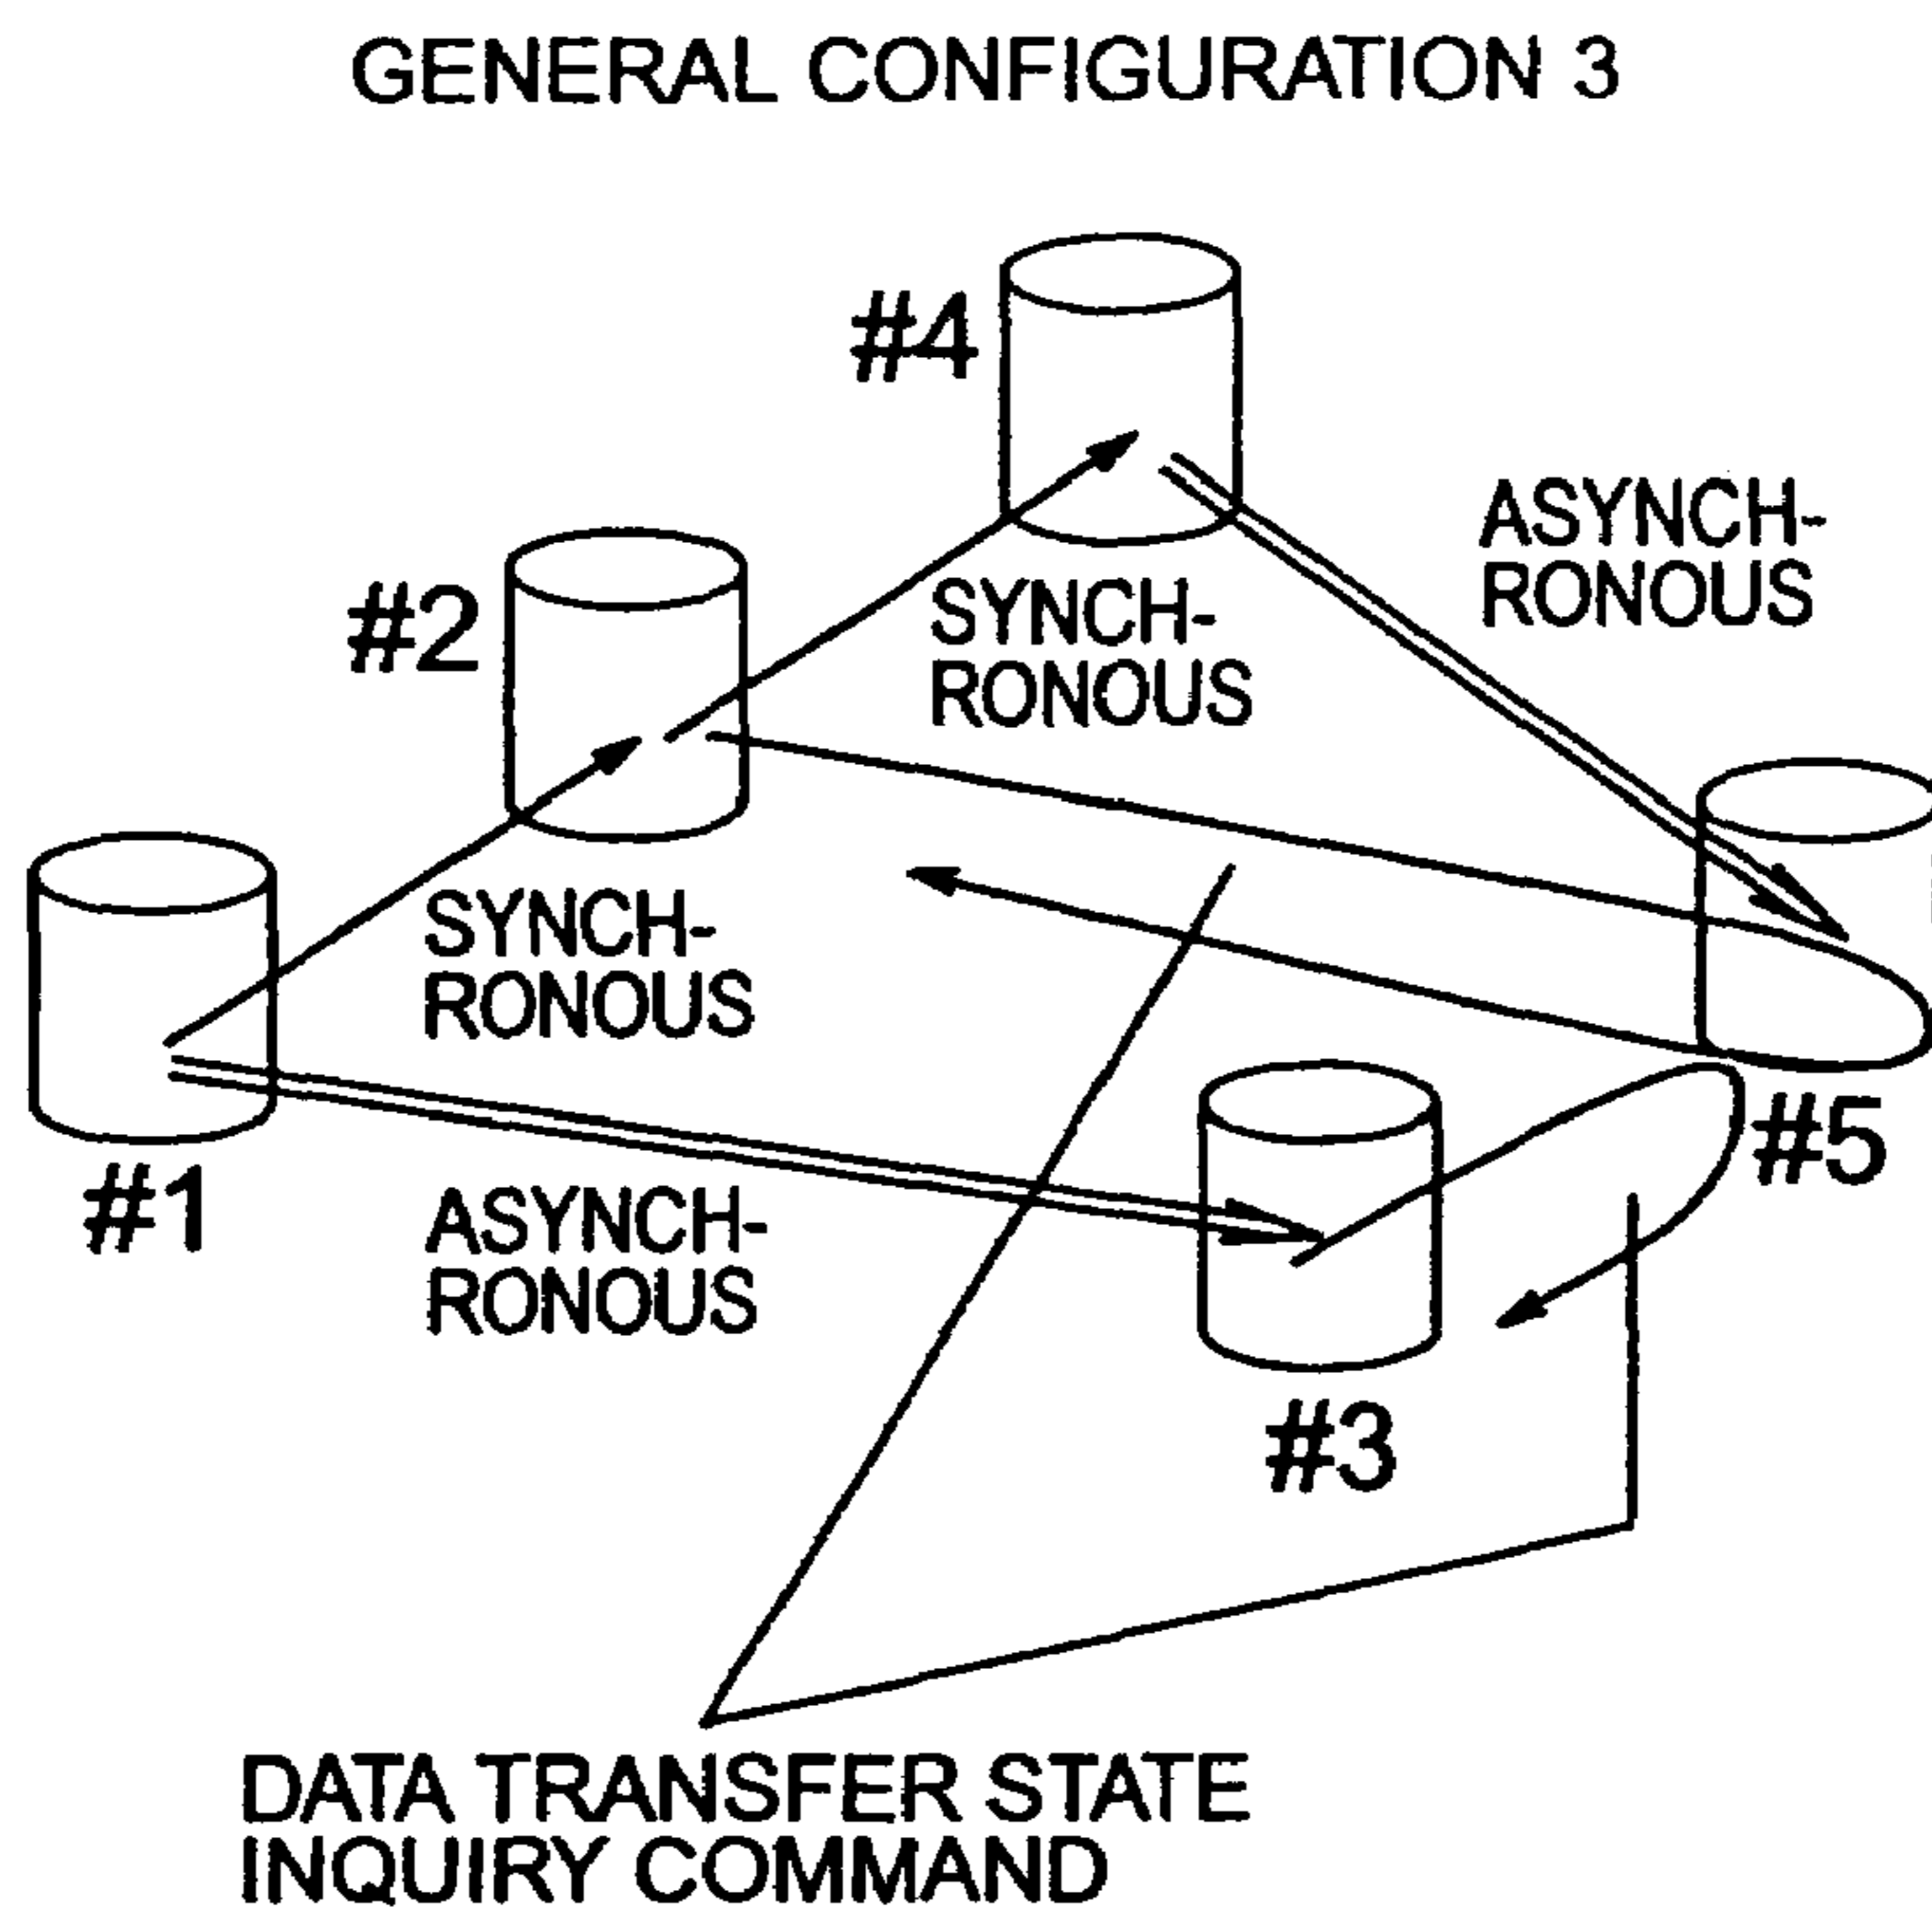 GENERAL CONFIGURATION 3
#4
ASYNCH-
RONOUS
#2
SYNCH-
RONOUS
SYNCH-
RONOUS
#5
#1
ASYNCH-
RONOUS
#3
DATA TRANSFER STATE
INQUIRY COMMAND